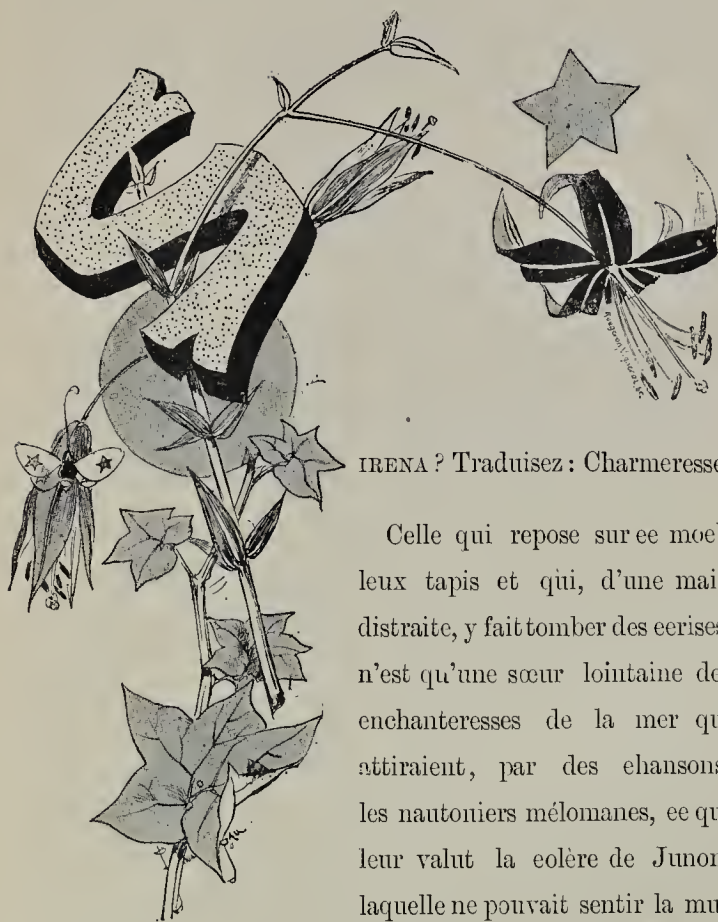 SIRENA ? Traduisez : Charmeresse
Celle qui repose sur ce moe
leux tapis et qui, d'une mai
distraite, y fait tomber des cerises
n'est qu'une sœur lointaine de
enchanteresses de la mer qu
attiraient, par des chansons
les nautoniers mélomanes, ce qu
leur valut la colère de Junon
laquelle ne pouvait sentir la mu